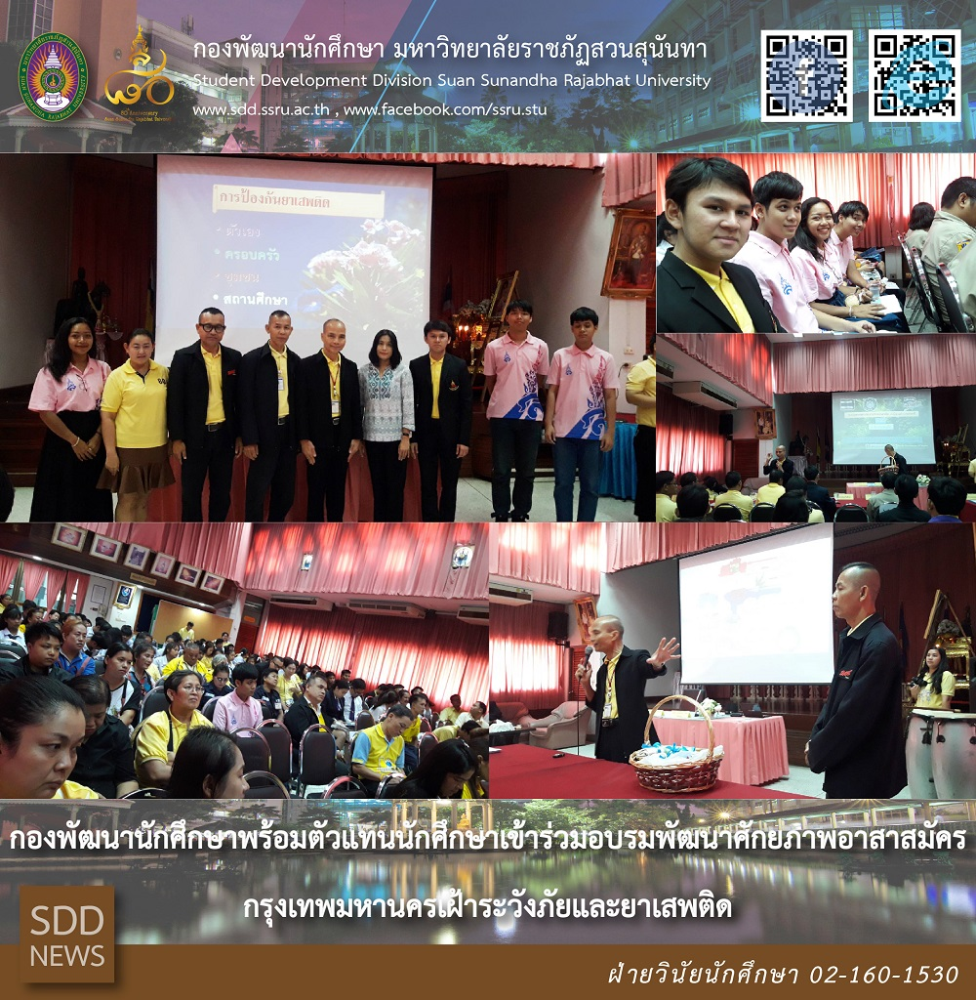 กองพัฒนานักศึกษา มหาวิทยาลัยราชภัฏสวนสุนันทา
Student Development Division Suan Sunandha Rajabhat University
www.sdd.ssru.ac.th , www.facebook.com/ssru.stu
80
การป้องกันยาเสพติด
• ตัวเอง
• ครอบครัว
• ชุมชน
• สถานศึกษา
กองพัฒนานักศึกษาพร้อมตัวแทนนักศึกษาเข้าร่วมอบรมพัฒนาศักยภาพอาสาสมัคร
กรุงเทพมหานครเฝ้าระวังภัยและยาเสพติด
SDD
NEWS
ฝ่ายวินัยนักศึกษา 02-160-1530